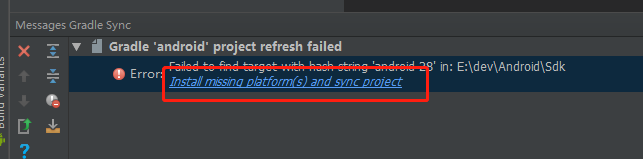 Messages Gradle Sync
Gradle 'android' project refresh failed
Error: Failed to find target with hash string 'android-28' in: E:\dev\Android\Sdk
Install missing platform(s) and sync project
Build Variants